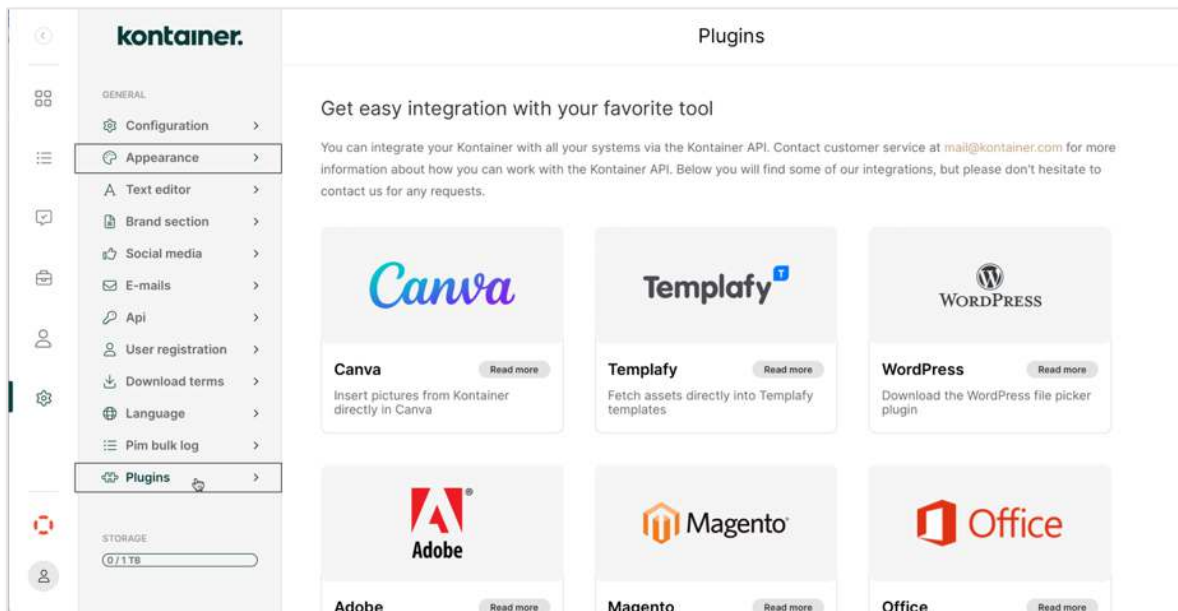 kontainer.
GENERAL
Configuration
Appearance
Text editor
Brand section
Social media
E-mails
Api
User registration
Download terms
Language
Pim bulk log
Plugins
STORAGE
0 / 1 TB
Plugins
Get easy integration with your favorite tool
You can integrate your Kontainer with all your systems via the Kontainer API. Contact customer service at mail@kontainer.com for more
information about how you can work with the Kontainer API. Below you will find some of our integrations, but please don't hesitate to
contact us for any requests.
Canva
Canva Read more
Insert pictures from Kontainer
directly in Canva
Templafy T
Templafy Read more
Fetch assets directly into Templafy
templates
W
WORDPRESS
WordPress Read more
Download the WordPress file picker
plugin
Adobe
Adobe Read more
Magento
Magento Read more
Office
Office Read more